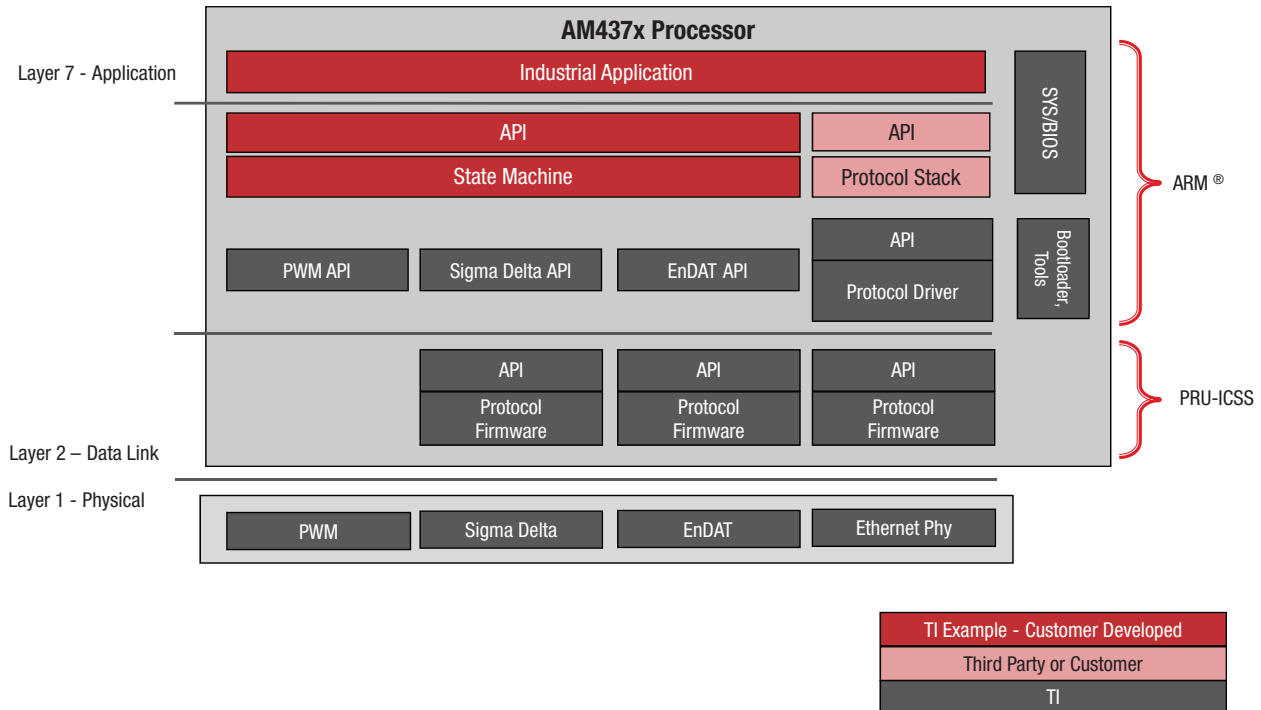 AM437x Processor
Layer 7 - Application
Industrial Application
SYS/BIOS
API
API
State Machine
Protocol Stack
ARM ®
API
Protocol Driver
PWM API
Sigma Delta API
EnDAT API
Bootloader,
Tools
API
API
API
Protocol
Firmware
Protocol
Firmware
Protocol
Firmware
PRU-ICSS
Layer 2 – Data Link
Layer 1 - Physical
PWM
Sigma Delta
EnDAT
Ethernet Phy
TI Example - Customer Developed
Third Party or Customer
TI